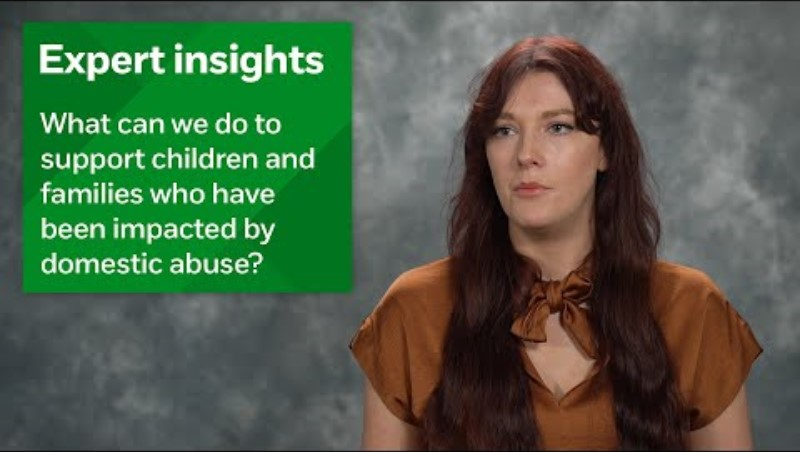 Expert insights
What can we do to
support children and
families who have
been impacted by
domestic abuse?